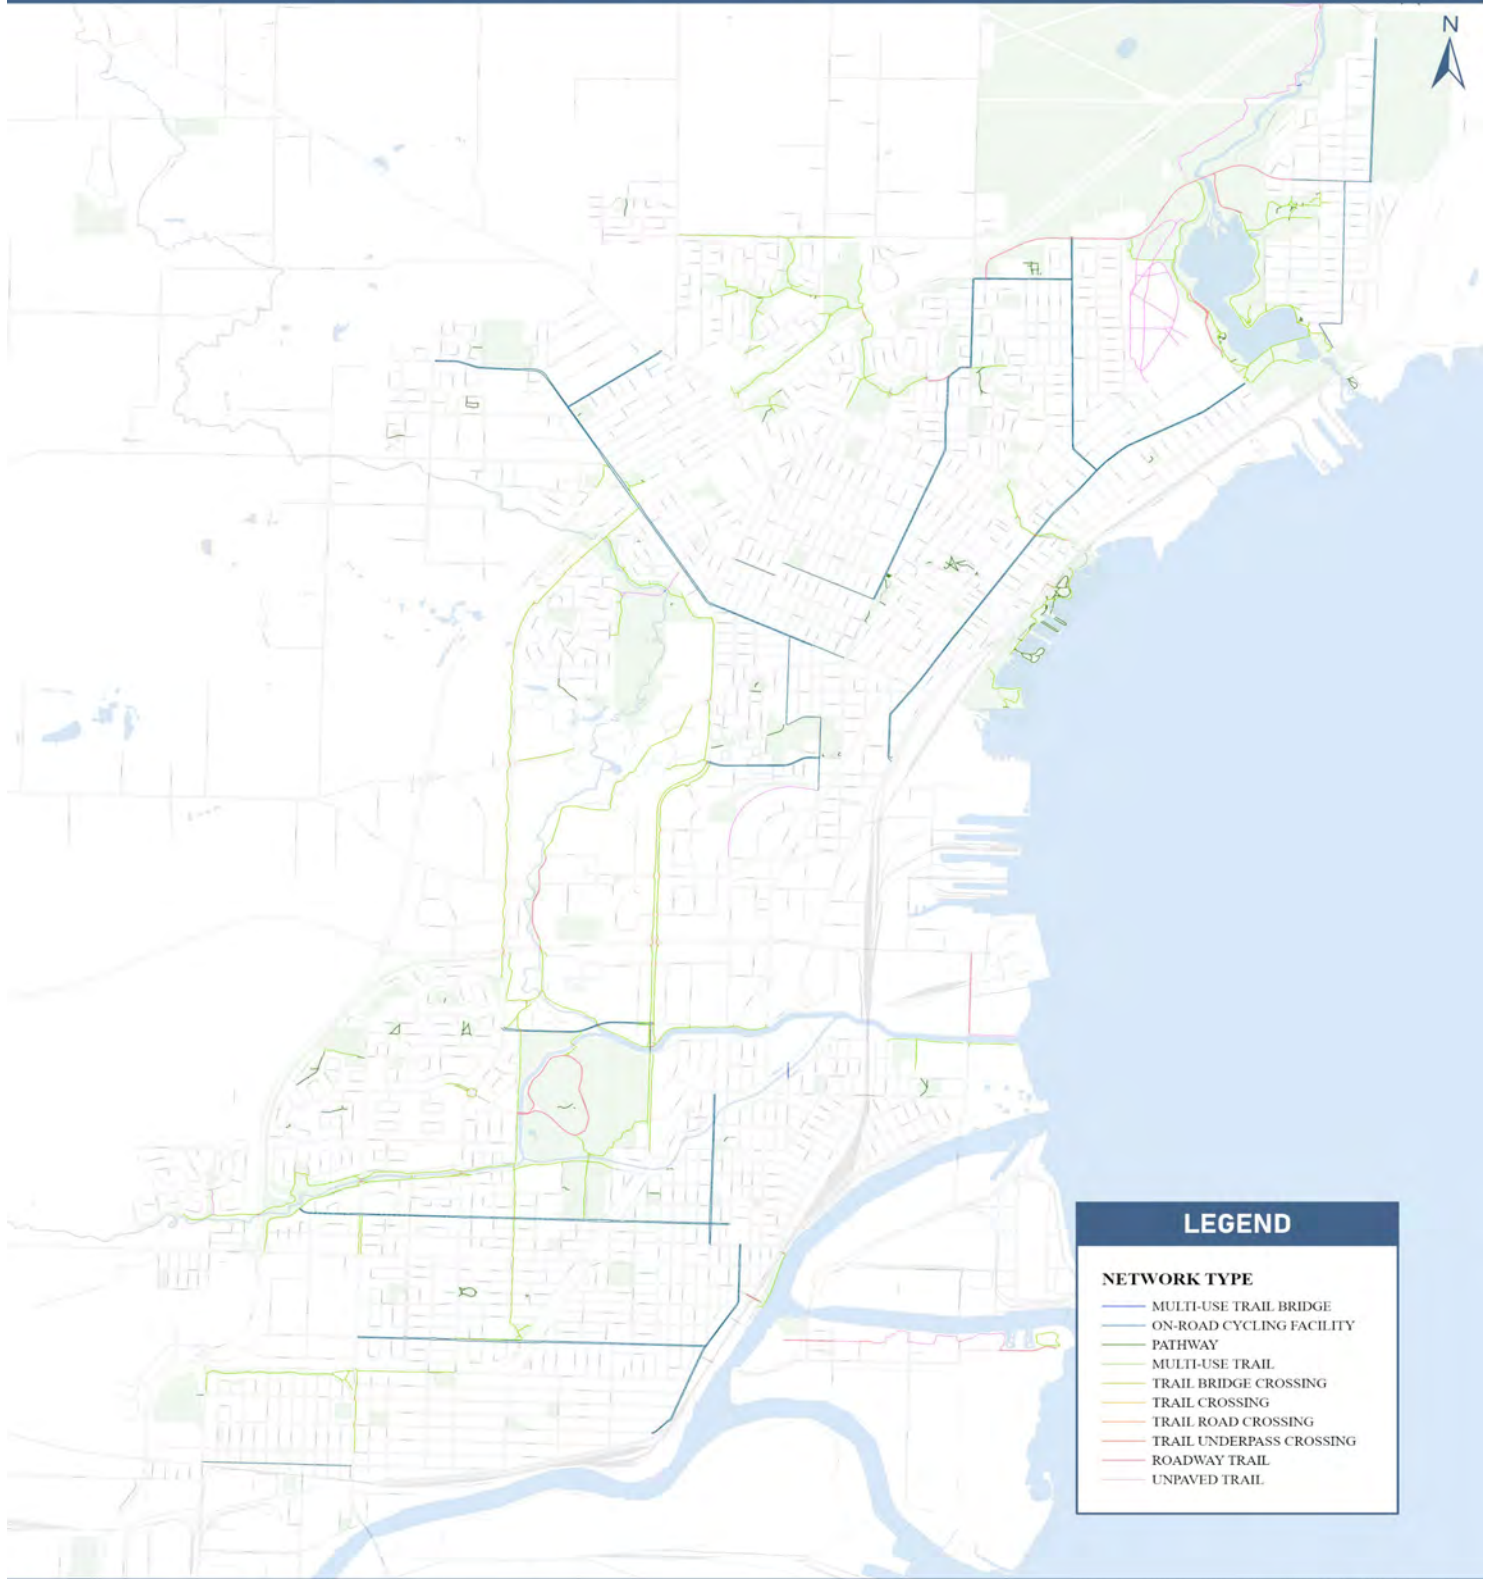 N
LEGEND
NETWORK TYPE
MULTI-USE TRAIL BRIDGE
ON-ROAD CYCLING FACILITY
PATHWAY
MULTI-USE TRAIL
TRAIL BRIDGE CROSSING
TRAIL CROSSING
TRAIL ROAD CROSSING
TRAIL UNDERPASS CROSSING
ROADWAY TRAIL
UNPAVED TRAIL